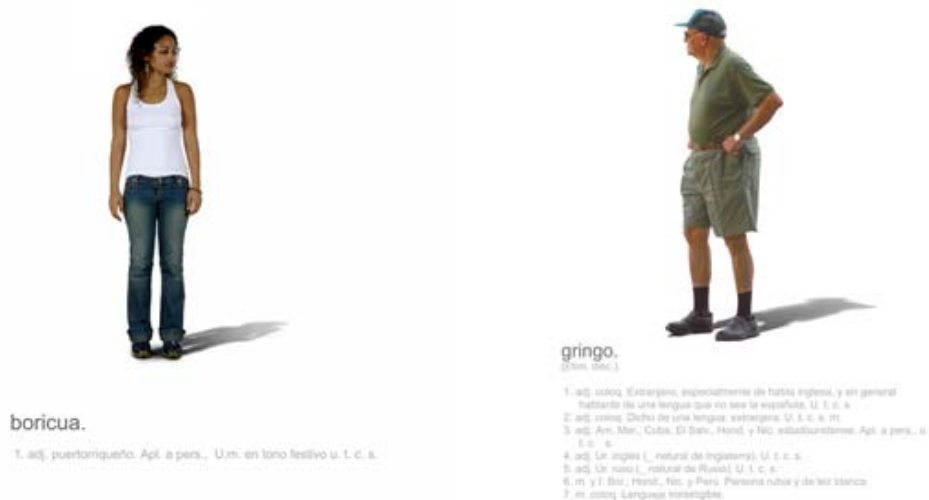 boricua.
1. adj. puertorriqueño. Apl. a pers., U.m. en tono festivo u. t. c. s.
gringo.
(Etim. disc.).
1. adj. coloq. Extranjero, especialmente de habla inglesa, y en general
hablante de una lengua que no sea la española. U. t. c. s.
2. adj. coloq. Dicho de una lengua: extranjera. U. t. c. s. m.
3. adj. Am. Mer., Cuba, El Salv., Hond. y Nic. estadounidense. Apl. a pers., u.
t. c. s.
4. adj. Ur. inglés (_ natural de Inglaterra). U. t. c. s.
5. adj. Ur. ruso (_ natural de Rusia). U. t. c. s.
6. m. y f. Bol., Hond., Nic. y Perú. Persona rubia y de tez blanca.
7. m. coloq. Lenguaje ininteligible.